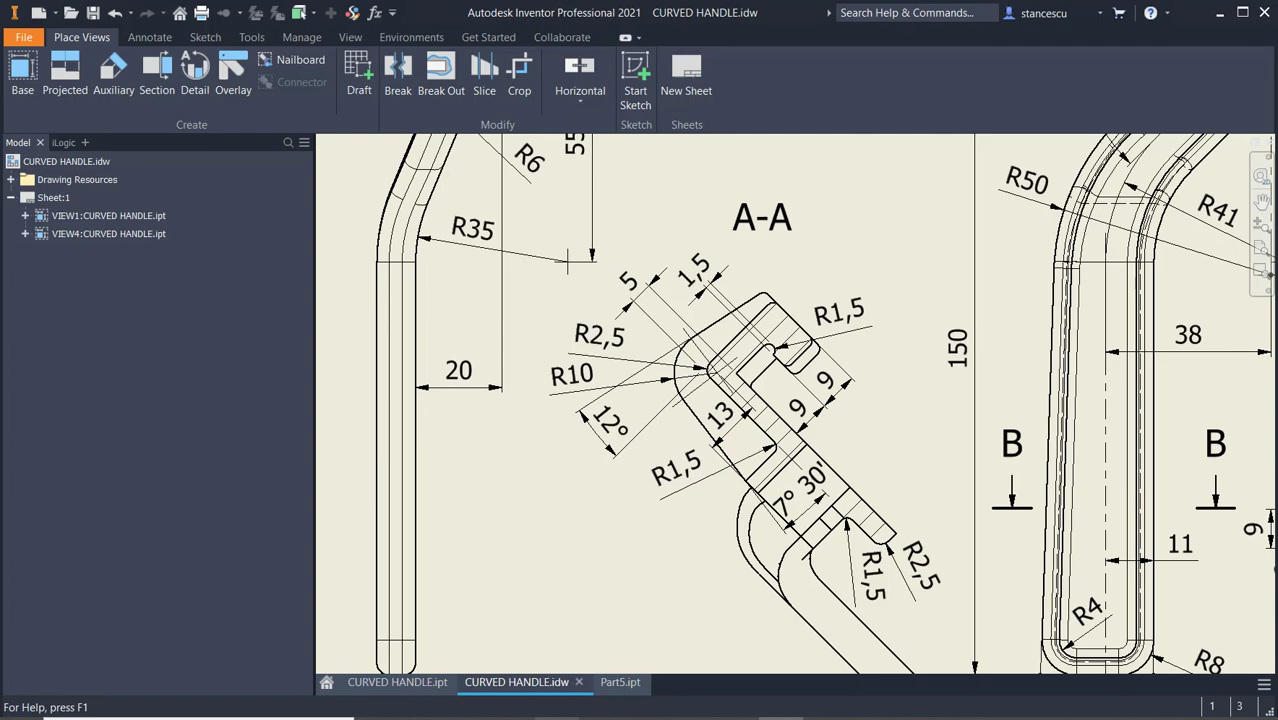 Autodesk Inventor Professional 2021 CURVED HANDLE.idw
Search Help & Commands...
stancescu
File Place Views Annotate Sketch Tools Manage View Environments Get Started Collaborate
Base Projected Auxiliary Section Detail Overlay
Nailboard
Connector
Draft
Break Break Out Slice Crop
Horizontal
Start
Sketch
New Sheet
Create
Modify
Sketch
Sheets
Model
iLogic
CURVED HANDLE.idw
Drawing Resources
Sheet:1
VIEW1:CURVED HANDLE.ipt
VIEW4:CURVED HANDLE.ipt
55
R6
R35
20
A-A
5
1,5
R2,5
R1,5
R10
12°
13
9
9
R1,5
7° 30'
R1,5
R2,5
150
R50
R41
38
B
B
9
11
R4
R8
CURVED HANDLE.ipt
CURVED HANDLE.idw
Part5.ipt
For Help, press F1
1
3